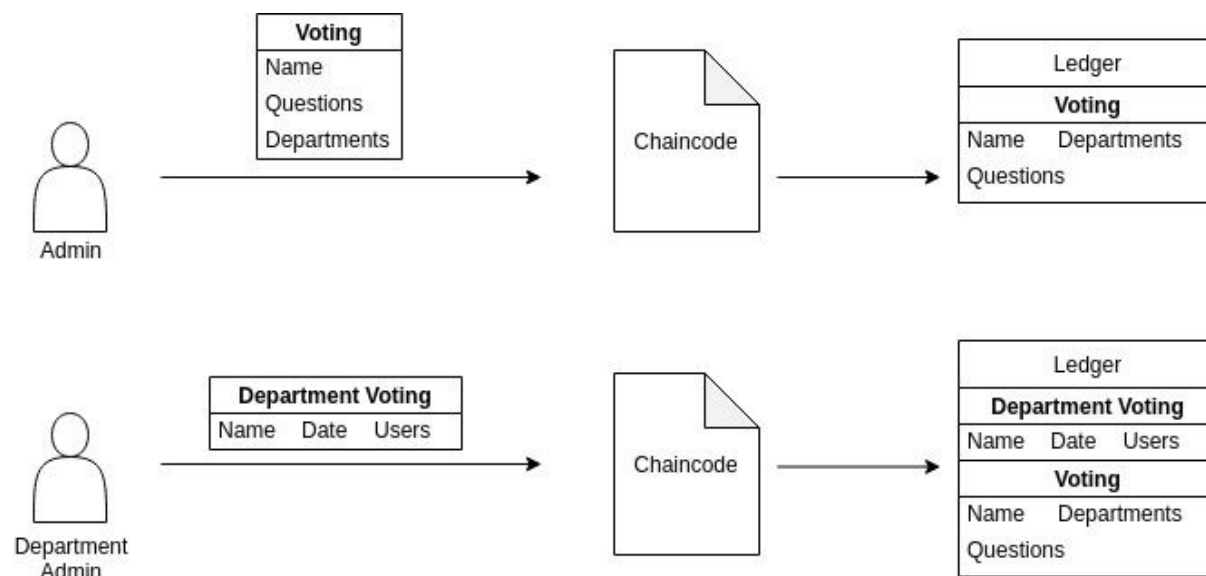 Voting
Name
Questions
Departments
Admin
Chaincode
Ledger
Voting
Name Departments
Questions
Department Voting
Name Date Users
Department
Admin
Chaincode
Ledger
Department Voting
Name Date Users
Voting
Name Departments
Questions